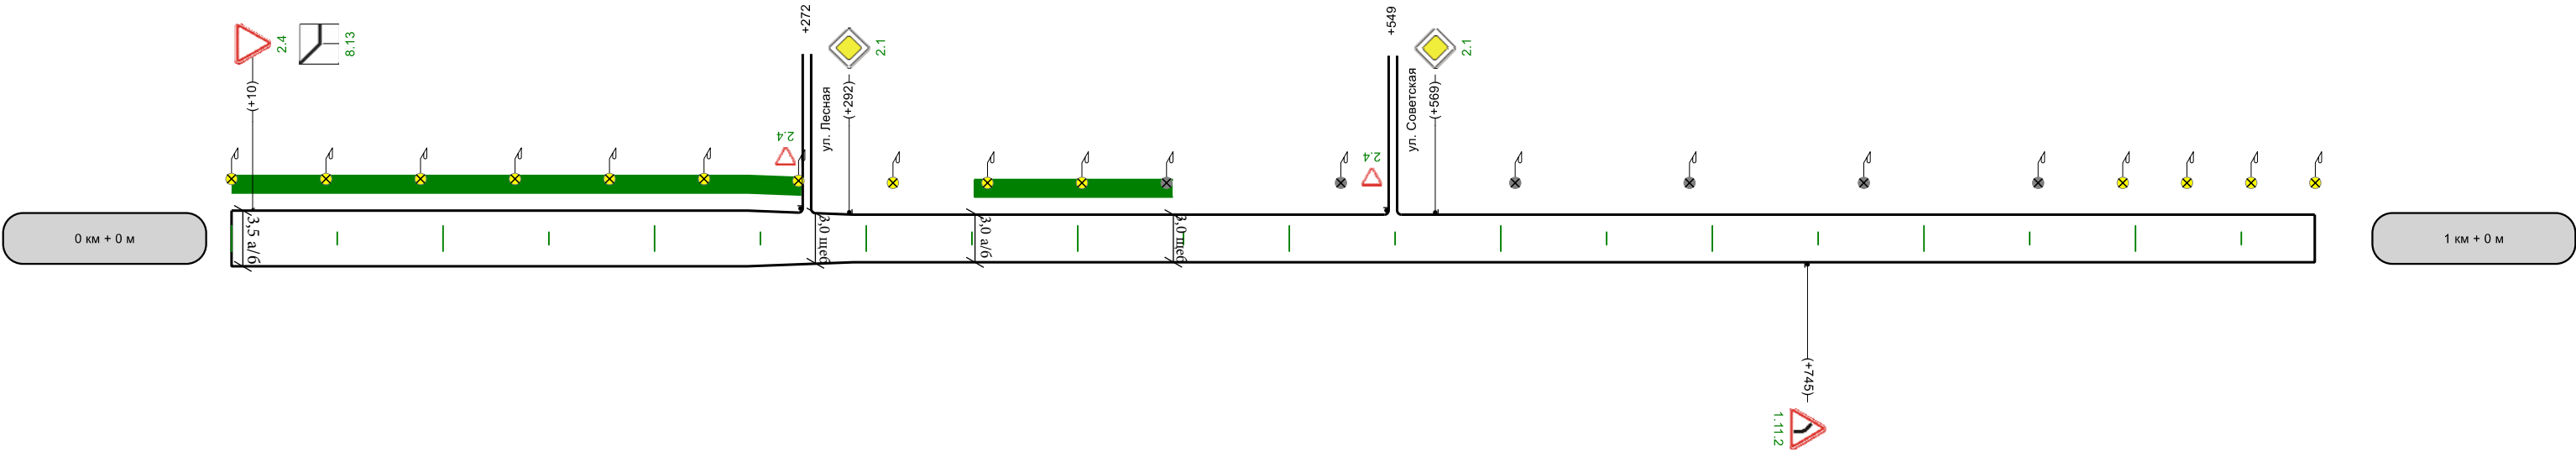 2.4
8.13
(+10)
+272
2.4
ул. Лесная
(+292)
2.1
+549
2.4
ул. Советская
(+569)
2.1
0 км + 0 м
3,5 а/б
3,0 щеб
3,0 а/б
3,0 щеб
1 км + 0 м
(+745)
1.11.2